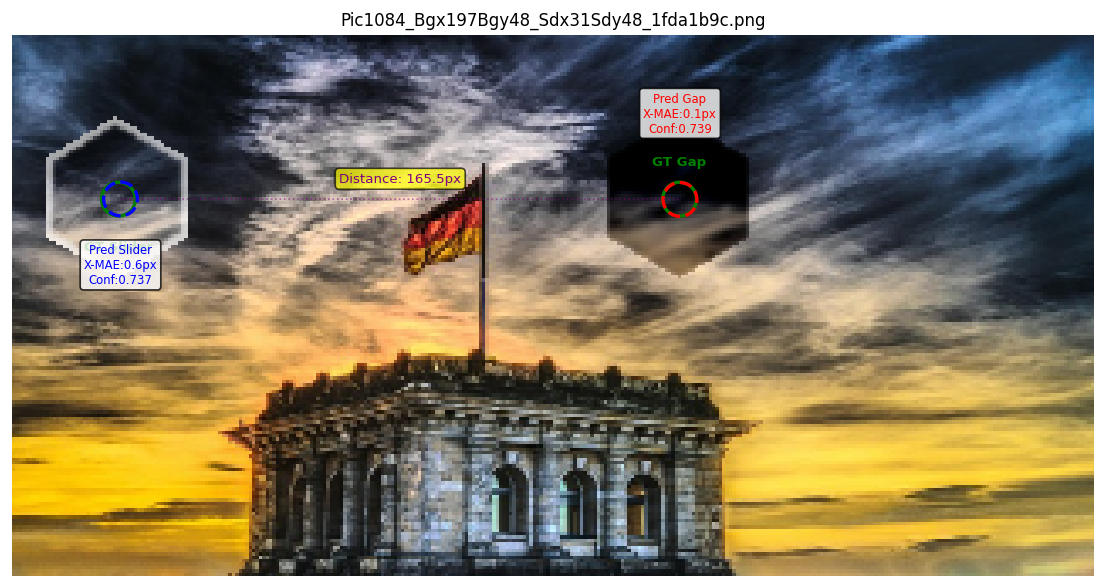 Pic1084_Bgx197Bgy48_Sdx31Sdy48_1fda1b9c.png
Pred Gap
X-MAE:0.1px
Conf:0.739
GT Gap
Distance: 165.5px
Pred Slider
X-MAE:0.6px
Conf:0.737